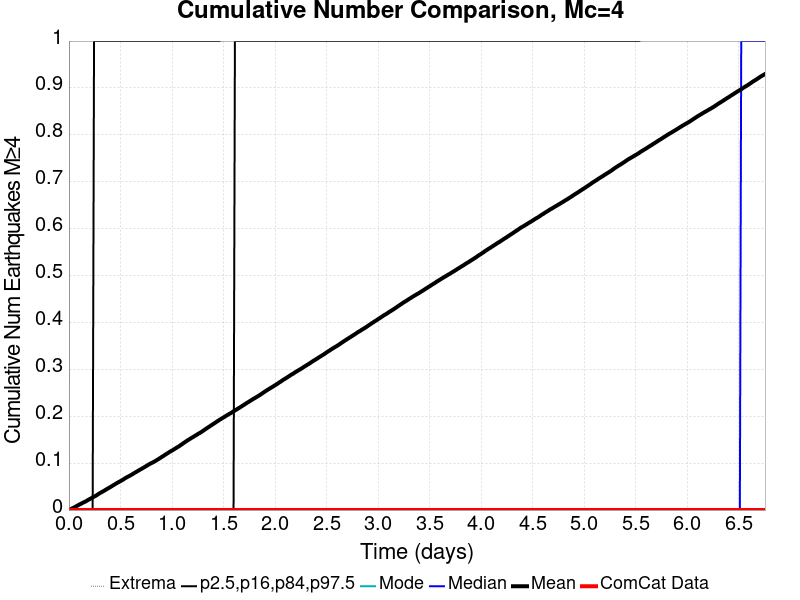 Cumulative Number Comparison, Mc=4
Cumulative Num Earthquakes M≥4
1
0.9
0.8
0.7
0.6
0.5
0.4
0.3
0.2
0.1
0
0.0 0.5 1.0 1.5 2.0 2.5 3.0 3.5 4.0 4.5 5.0 5.5 6.0 6.5
Time (days)
Extrema p2.5,p16,p84,p97.5 Mode Median Mean ComCat Data